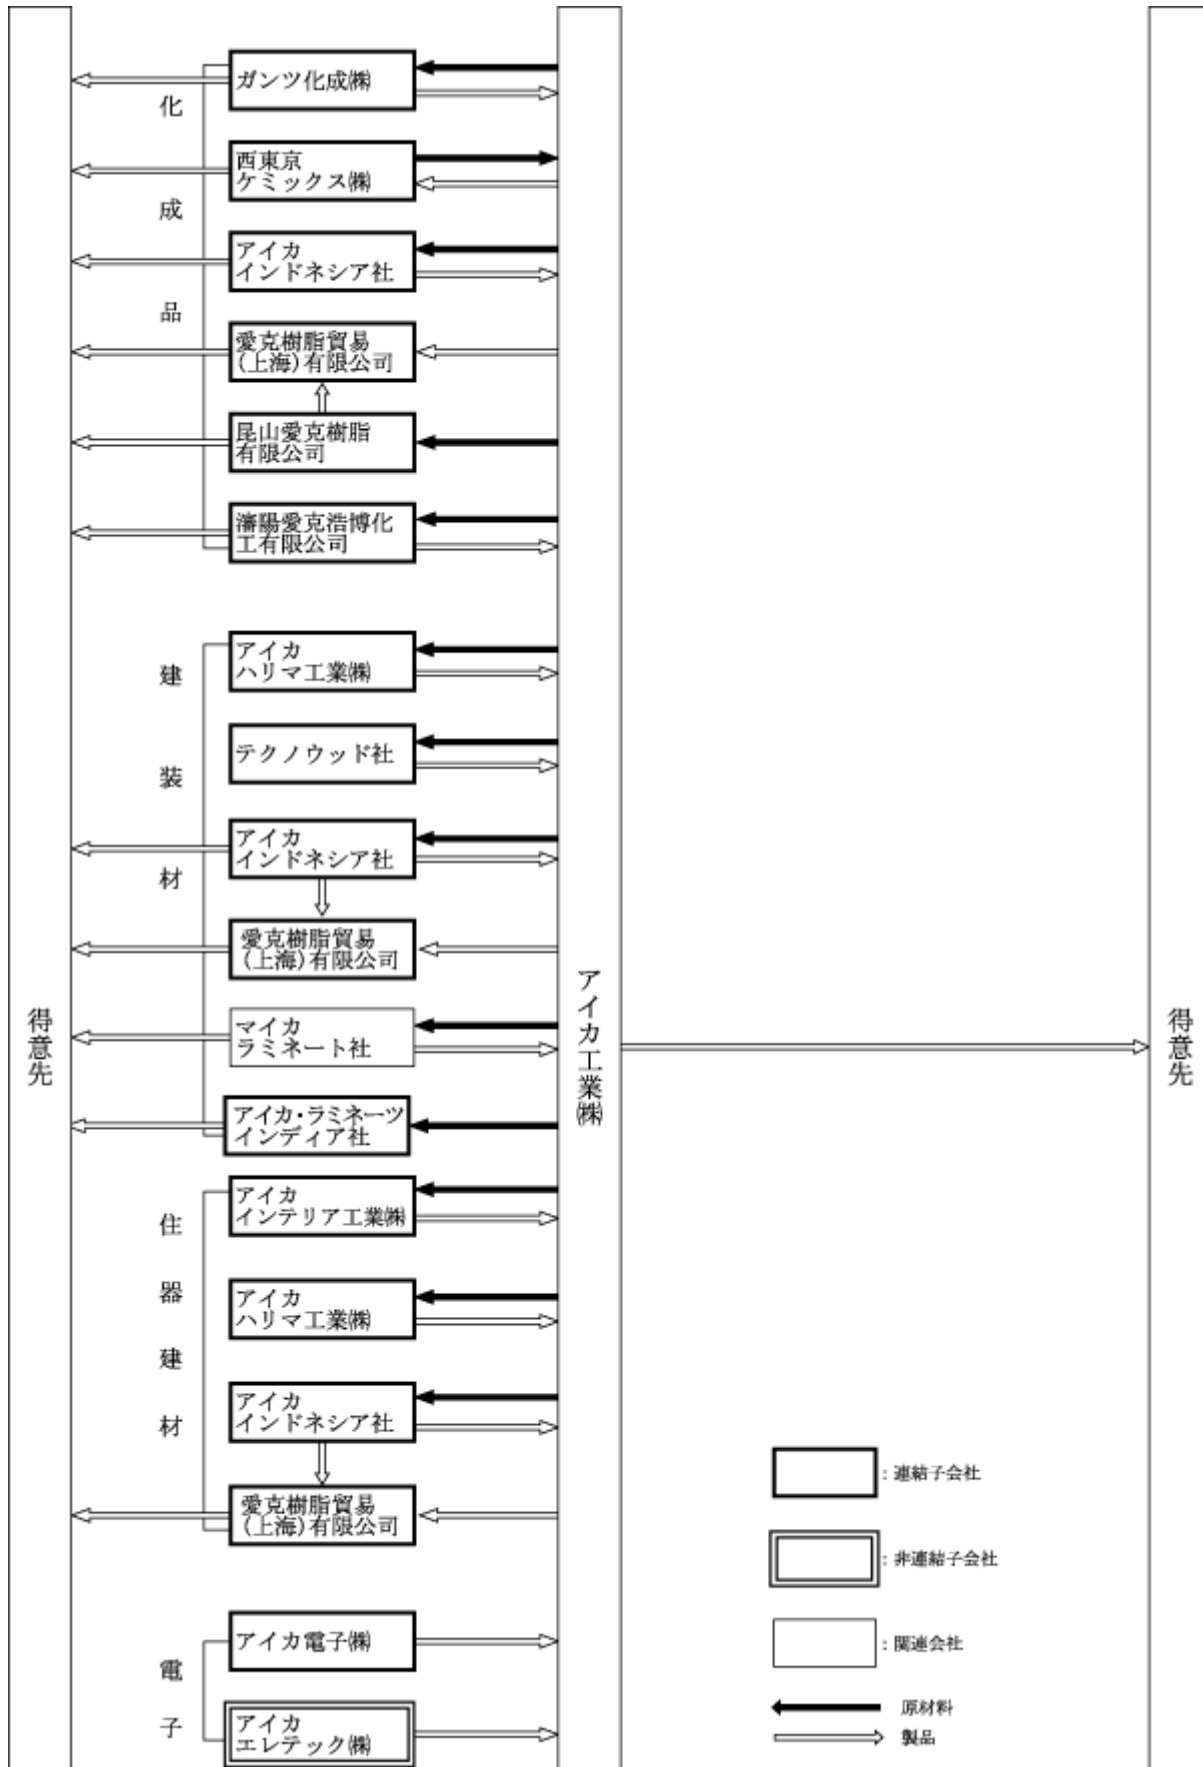 得意先
化成品
ガンツ化成㈱
西東京
ケミックス㈱
アイカ
インドネシア社
愛克樹脂貿易
(上海)有限公司
昆山愛克樹脂
有限公司
瀋陽愛克浩博化
工有限公司
建装材
アイカ
ハリマ工業㈱
テクノウッド社
アイカ
インドネシア社
愛克樹脂貿易
(上海)有限公司
マイカ
ラミネート社
アイカ・ラミネーツ
インディア社
住器建材
アイカ
インテリア工業㈱
アイカ
ハリマ工業㈱
アイカ
インドネシア社
愛克樹脂貿易
(上海)有限公司
電子
アイカ電子㈱
アイカ
エレテック㈱
アイカ工業㈱
得意先
：連結子会社
：非連結子会社
：関連会社
原材料
製品